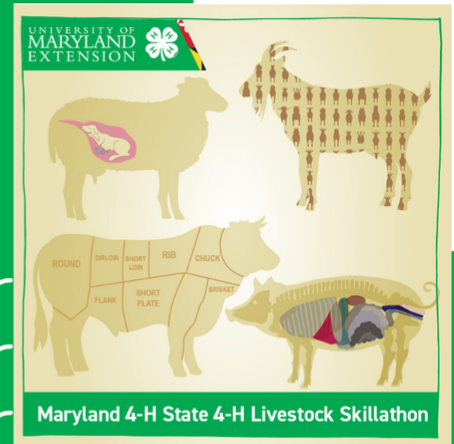 UNIVERSITY OF
MARYLAND
EXTENSION
ROUND
SIRLOIN
SHORT
LOIN
RIB
CHUCK
FLANK
SHORT
PLATE
BRISKET
Maryland 4-H State 4-H Livestock Skillathon